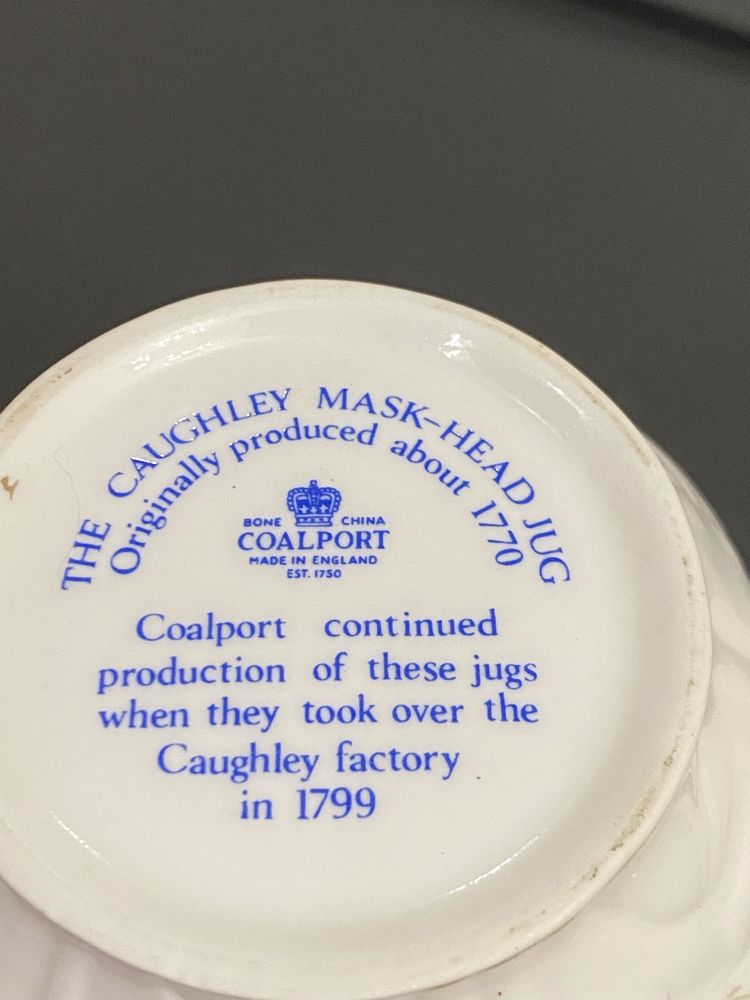 THE CAUGHLEY MASK-HEAD JUG
Originally produced about 1770
BONE CHINA
COALPORT
MADE IN ENGLAND
EST. 1750
Coalport continued
production of these jugs
when they took over the
Caughley factory
in 1799